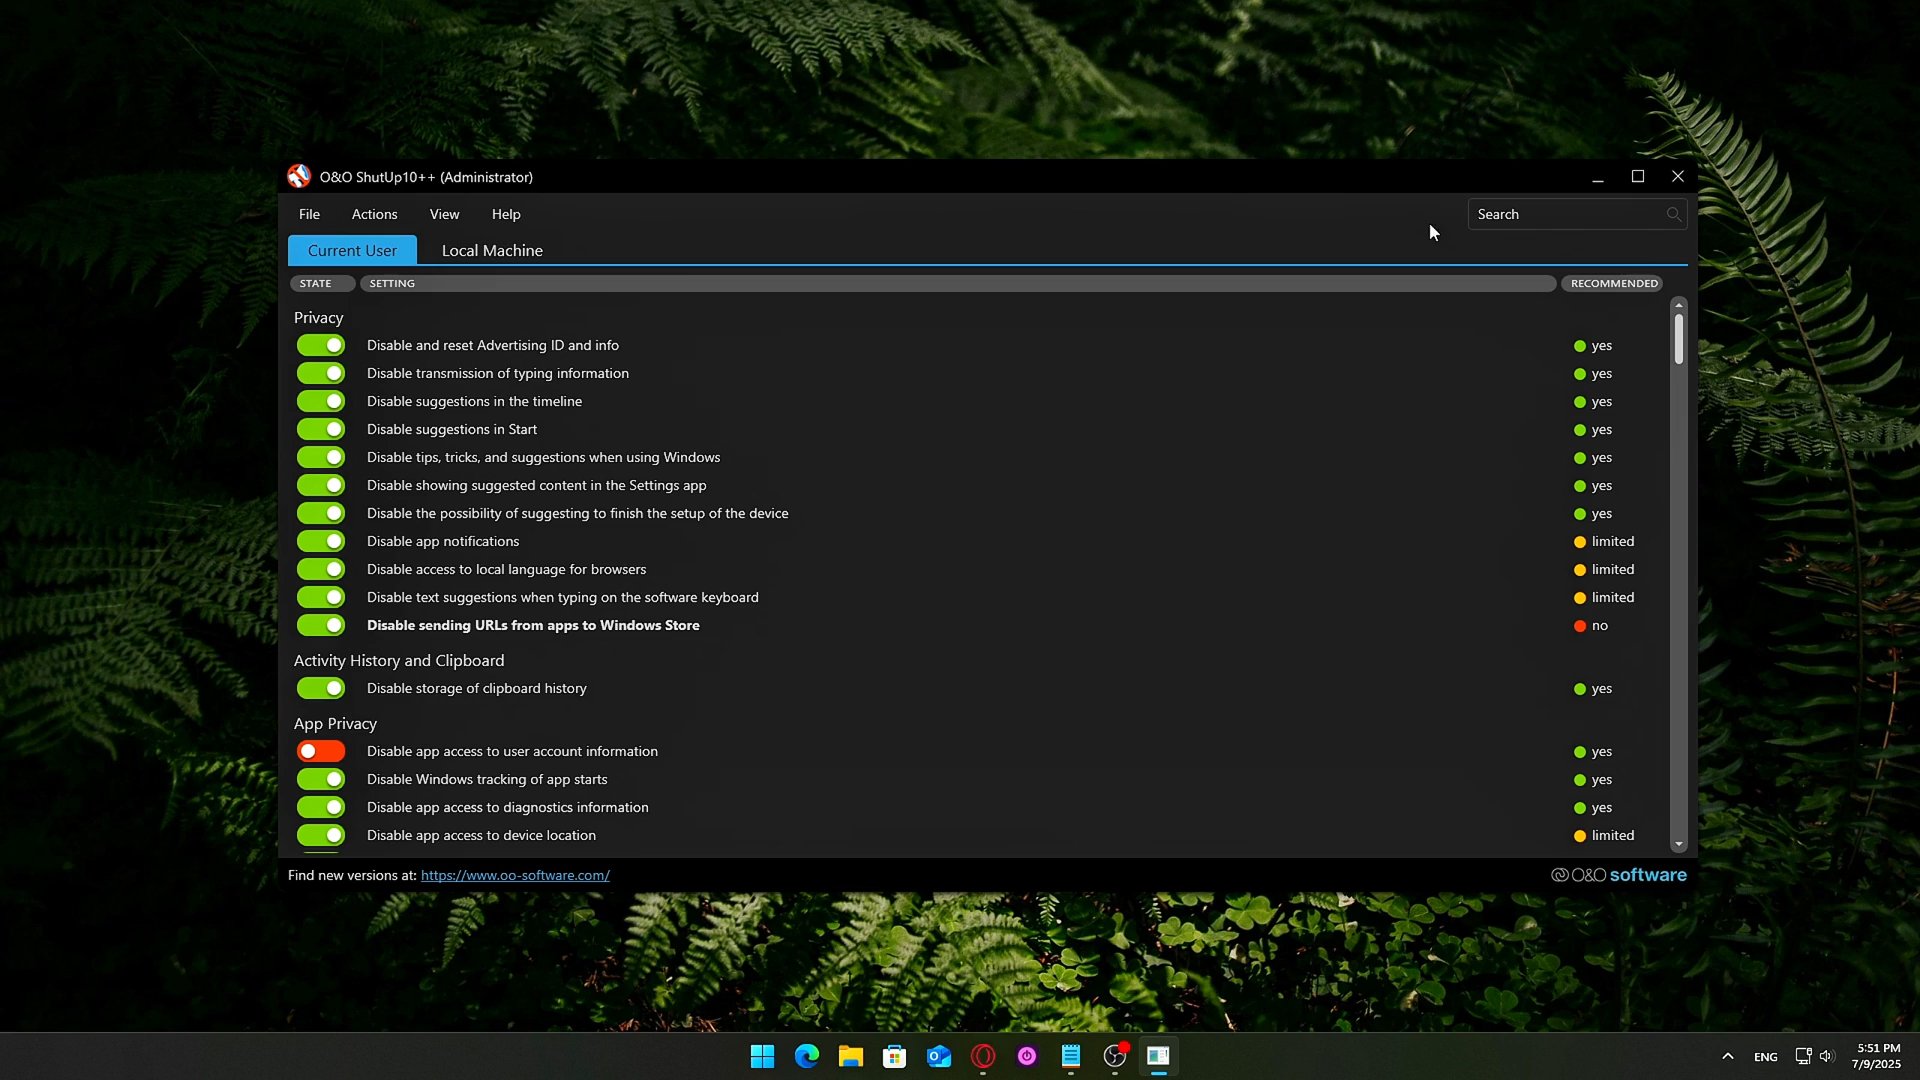 O&O ShutUp10++ (Administrator)
File Actions View Help Search
Current User Local Machine
STATE SETTING RECOMMENDED
Privacy
Disable and reset Advertising ID and info yes
Disable transmission of typing information yes
Disable suggestions in the timeline yes
Disable suggestions in Start yes
Disable tips, tricks, and suggestions when using Windows yes
Disable showing suggested content in the Settings app yes
Disable the possibility of suggesting to finish the setup of the device yes
Disable app notifications limited
Disable access to local language for browsers limited
Disable text suggestions when typing on the software keyboard limited
Disable sending URLs from apps to Windows Store no
Activity History and Clipboard
Disable storage of clipboard history yes
App Privacy
Disable app access to user account information yes
Disable Windows tracking of app starts yes
Disable app access to diagnostics information yes
Disable app access to device location limited
Find new versions at: https://www.oo-software.com/ O&O software
ENG 5:51 PM
7/9/2025